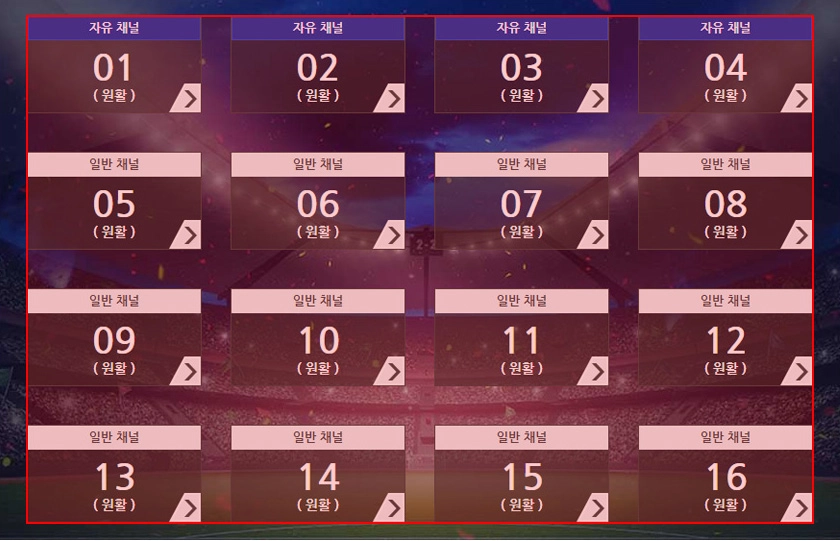 자유 채널 자유 채널 자유 채널 자유 채널
01 02 03 04
( 원활 ) ( 원활 ) ( 원활 ) ( 원활 )
일반 채널 일반 채널 일반 채널 일반 채널
05 06 07 08
( 원활 ) ( 원활 ) ( 원활 ) ( 원활 )
2-2
일반 채널 일반 채널 일반 채널 일반 채널
09 10 11 12
( 원활 ) ( 원활 ) ( 원활 ) ( 원활 )
일반 채널 일반 채널 일반 채널 일반 채널
13 14 15 16
( 원활 ) ( 원활 ) ( 원활 ) ( 원활 )